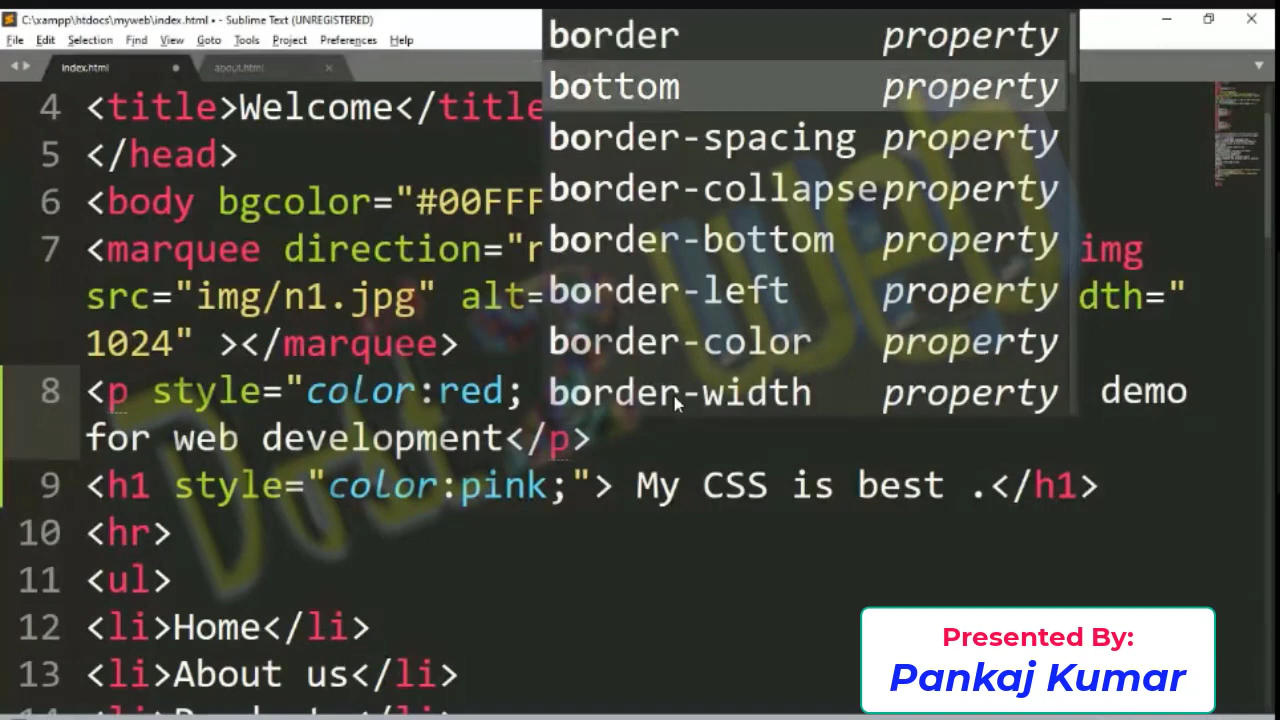 C:\xampp\htdocs\myweb\index.html • - Sublime Text (UNREGISTERED)
File Edit Selection Find View Goto Tools Project Preferences Help
index.html about.html
border property
bottom property
border-spacing property
border-collapse property
border-bottom property
border-left property
border-color property
border-width property
4 <title>Welcome</title
5 </head>
6 <body bgcolor="#00FFF
7 <marquee direction="r img
src="img/n1.jpg" alt= dth="
1024" ></marquee>
8 <p style="color:red; demo
for web development</p>
9 <h1 style="color:pink;"> My CSS is best .</h1>
10 <hr>
11 <ul>
12 <li>Home</li>
13 <li>About us</li>
Presented By:
Pankaj Kumar